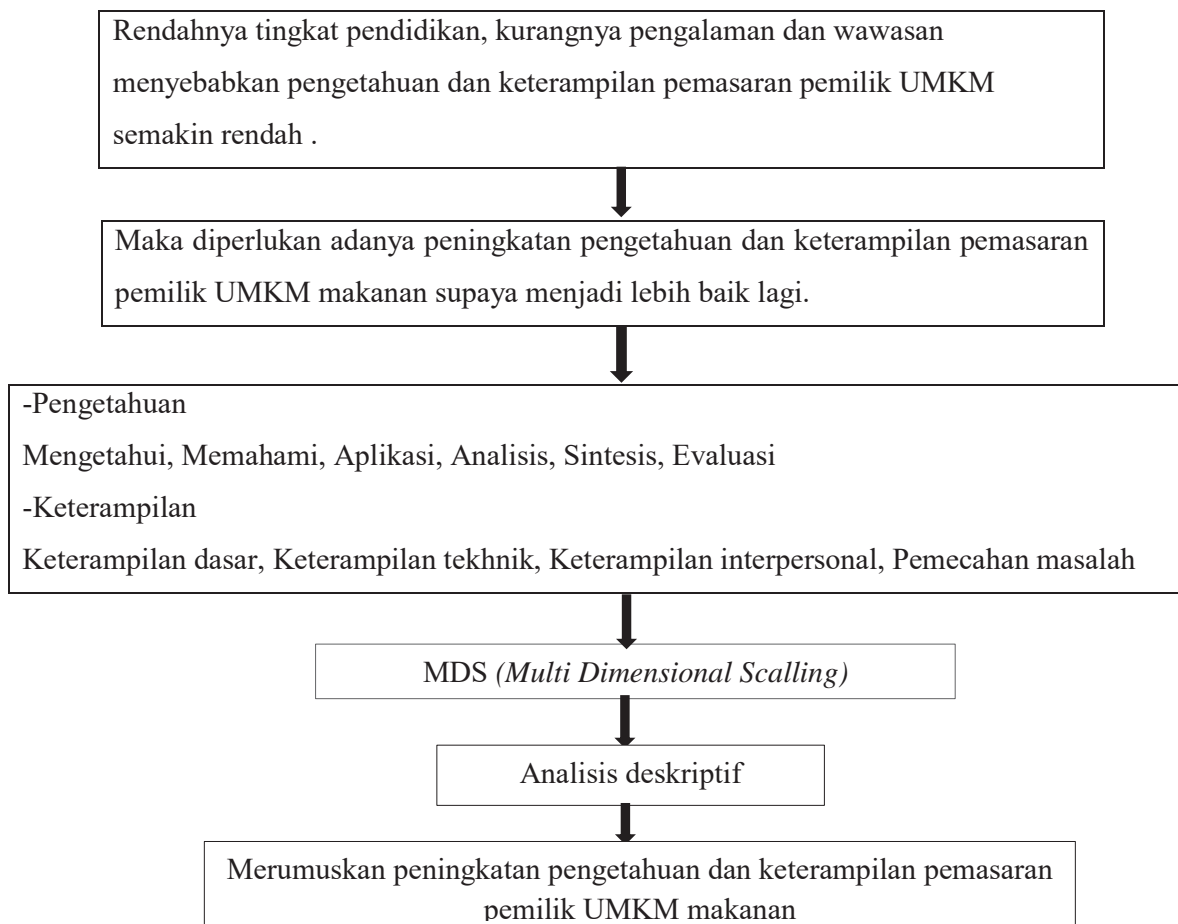 Rendahnya tingkat pendidikan, kurangnya pengalaman dan wawasan
menyebabkan pengetahuan dan keterampilan pemasaran pemilik UMKM
semakin rendah .
Maka diperlukan adanya peningkatan pengetahuan dan keterampilan pemasaran
pemilik UMKM makanan supaya menjadi lebih baik lagi.
-Pengetahuan
Mengetahui, Memahami, Aplikasi, Analisis, Sintesis, Evaluasi
-Keterampilan
Keterampilan dasar, Keterampilan tekhnik, Keterampilan interpersonal, Pemecahan masalah
MDS (Multi Dimensional Scalling)
Analisis deskriptif
Merumuskan peningkatan pengetahuan dan keterampilan pemasaran
pemilik UMKM makanan